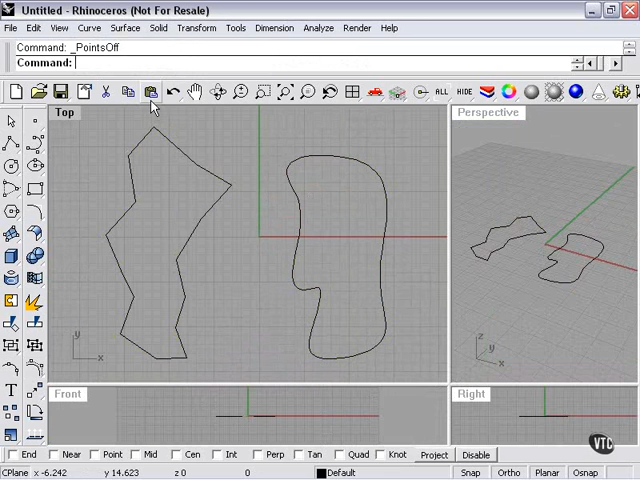 Untitled - Rhinoceros (Not For Resale)
File Edit View Curve Surface Solid Transform Tools Dimension Analyze Render Help
Command: _PointsOff
Command:
ALL HIDE
Top
Perspective
y
x
z
y
x
T
Front
Right
VTC
End Near Point Mid Cen Int Perp Tan Quad Knot Project Disable
CPlane x -6.242 y 14.623 z 0 0 Default Snap Ortho Planar Osnap